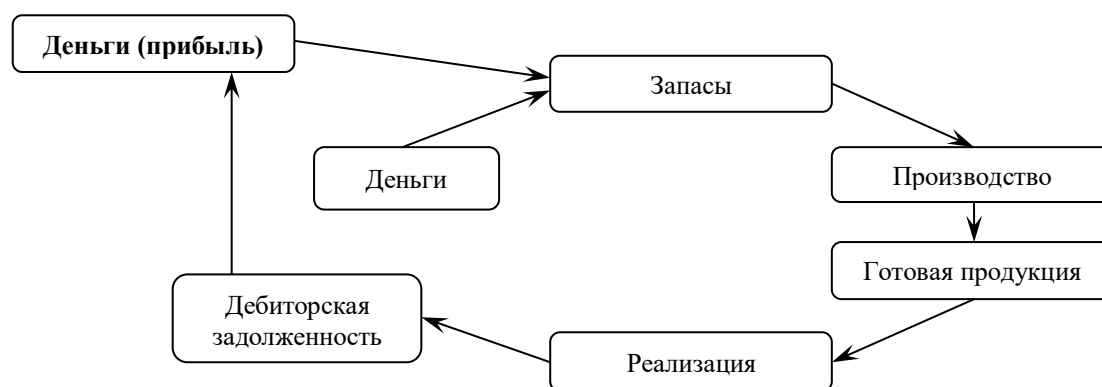 Деньги (прибыль)
Запасы
Деньги
Производство
Готовая продукция
Дебиторская
задолженность
Реализация